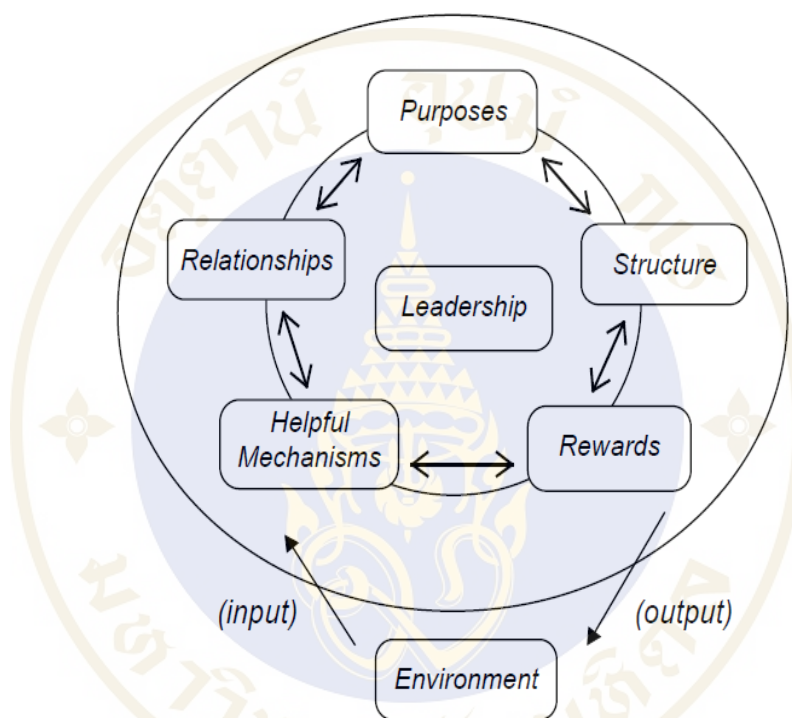 Purposes
Relationships
Structure
Leadership
Helpful
Mechanisms
Rewards
(input)
(output)
Environment